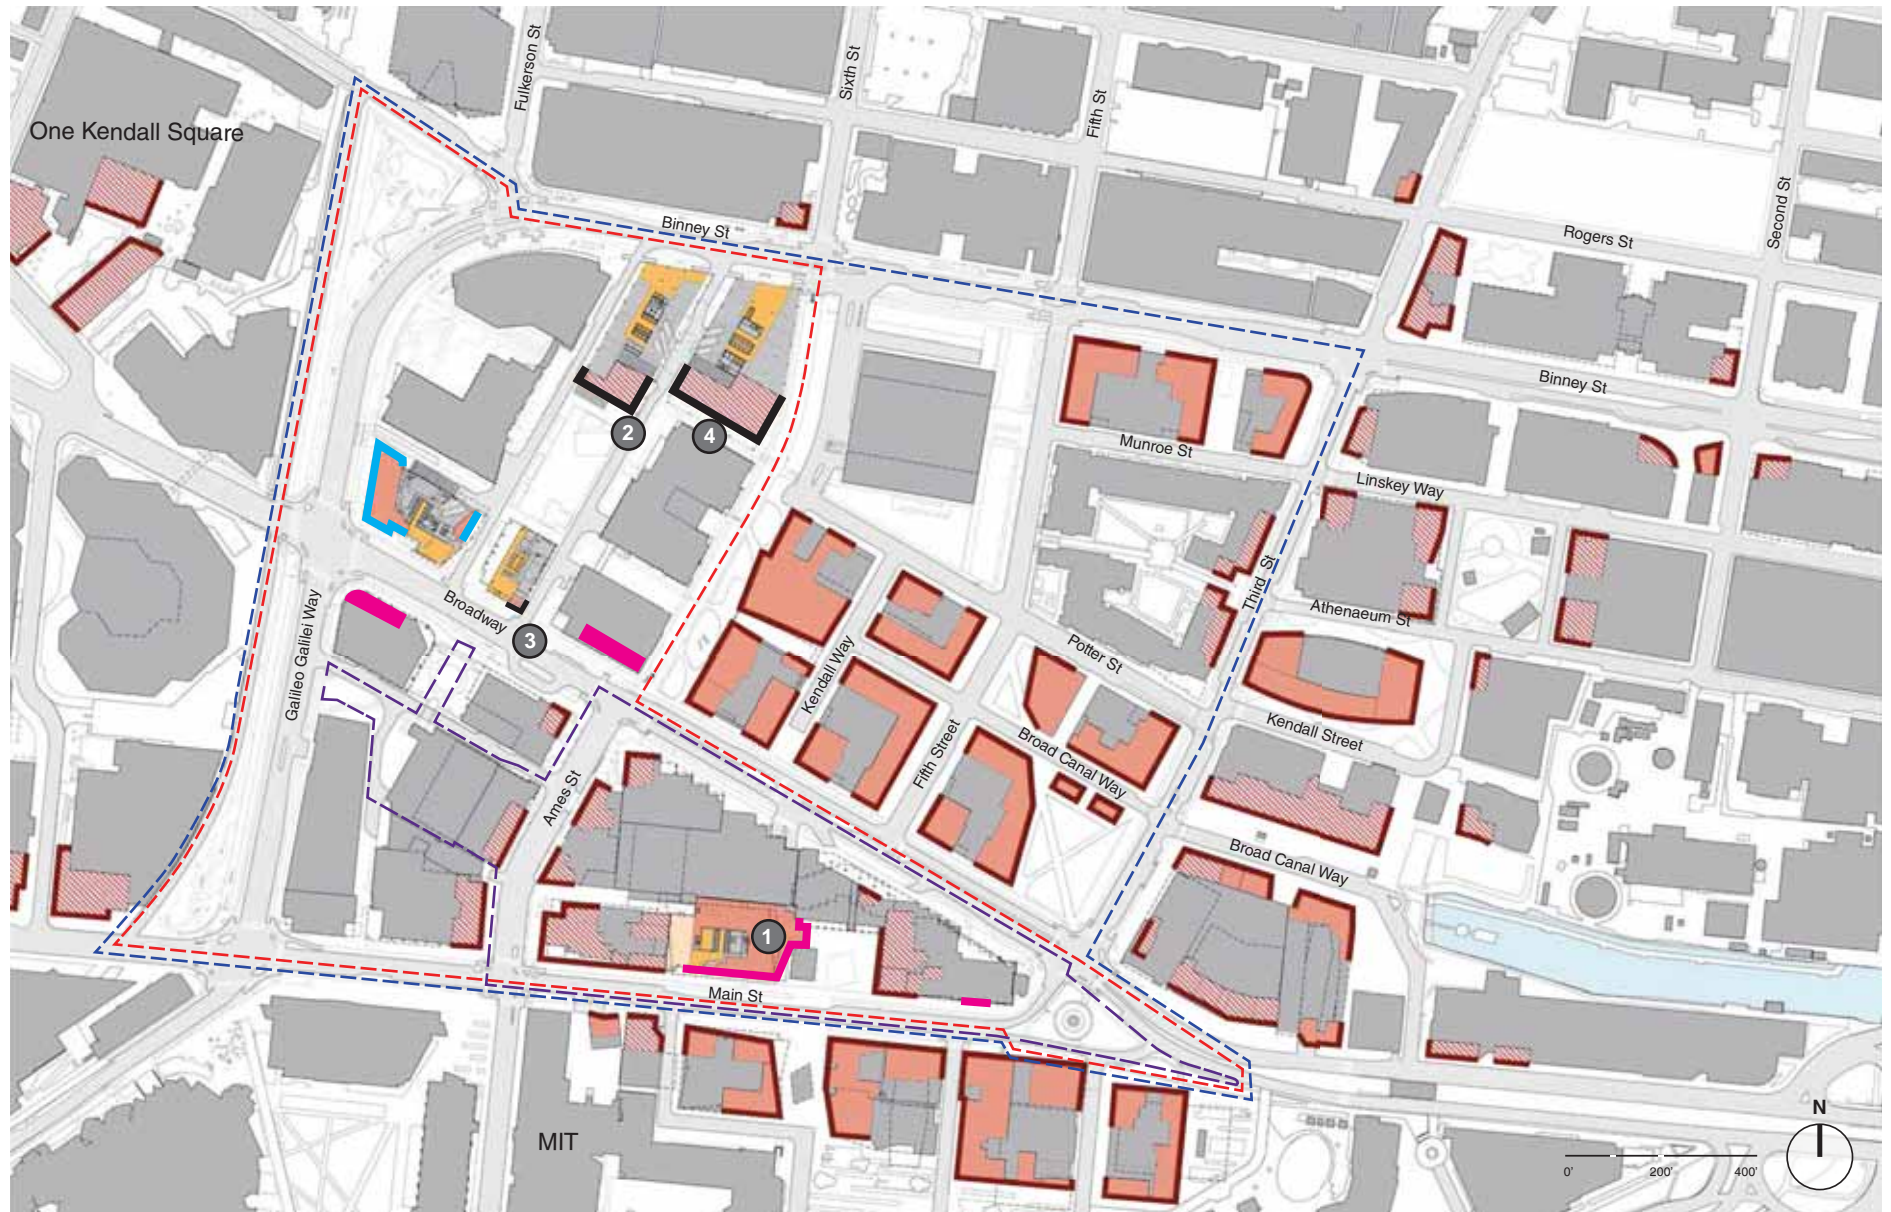 Fulkerson St
Sixth St
Fifth St
One Kendall Square
Second St
Binney St
Rogers St
Binney St
2
4
Munroe St
Linskey Way
Third St
Broadway
Athenaeum St
3
Galileo Galilei Way
Kendall Way
Potter St
Kendall Street
Fifth Street
Broad Canal Way
Ames St
Broad Canal Way
1
Main St
MIT
N
0' 200' 400'